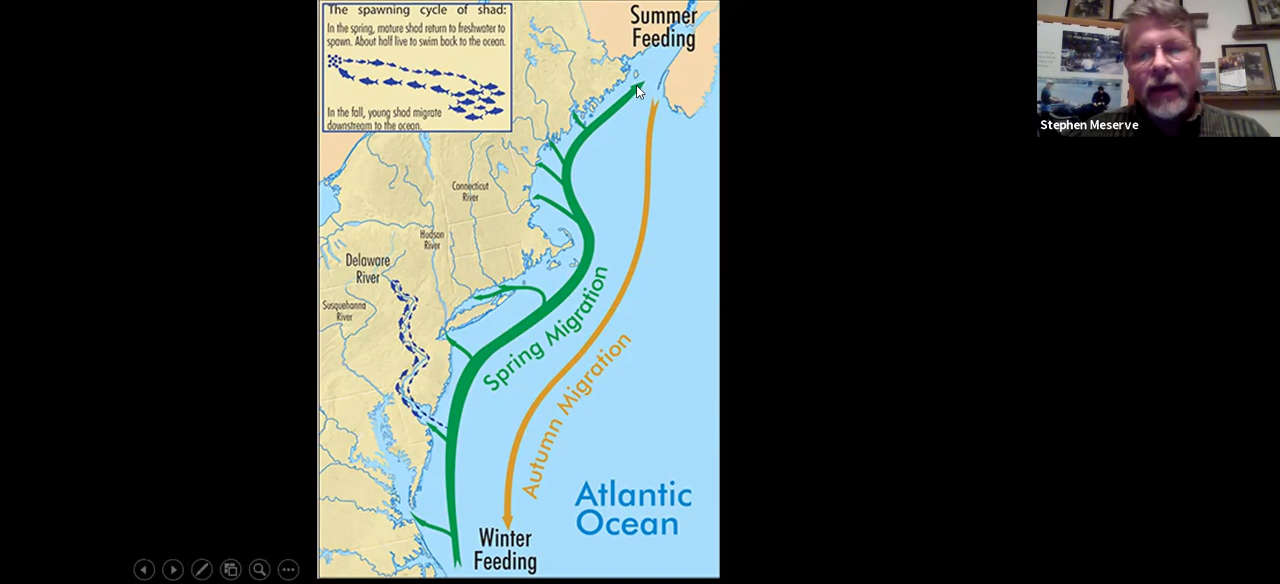 The spawning cycle of shad:
In the spring, mature shad return to freshwater to
spawn. About half live to swim back to the ocean.
In the fall, young shad migrate
downstream to the ocean.
Summer
Feeding
Stephen Meserve
Connecticut
River
Hudson
River
Delaware
River
Susquehanna
River
Spring Migration
Autumn Migration
Atlantic
Ocean
Winter
Feeding